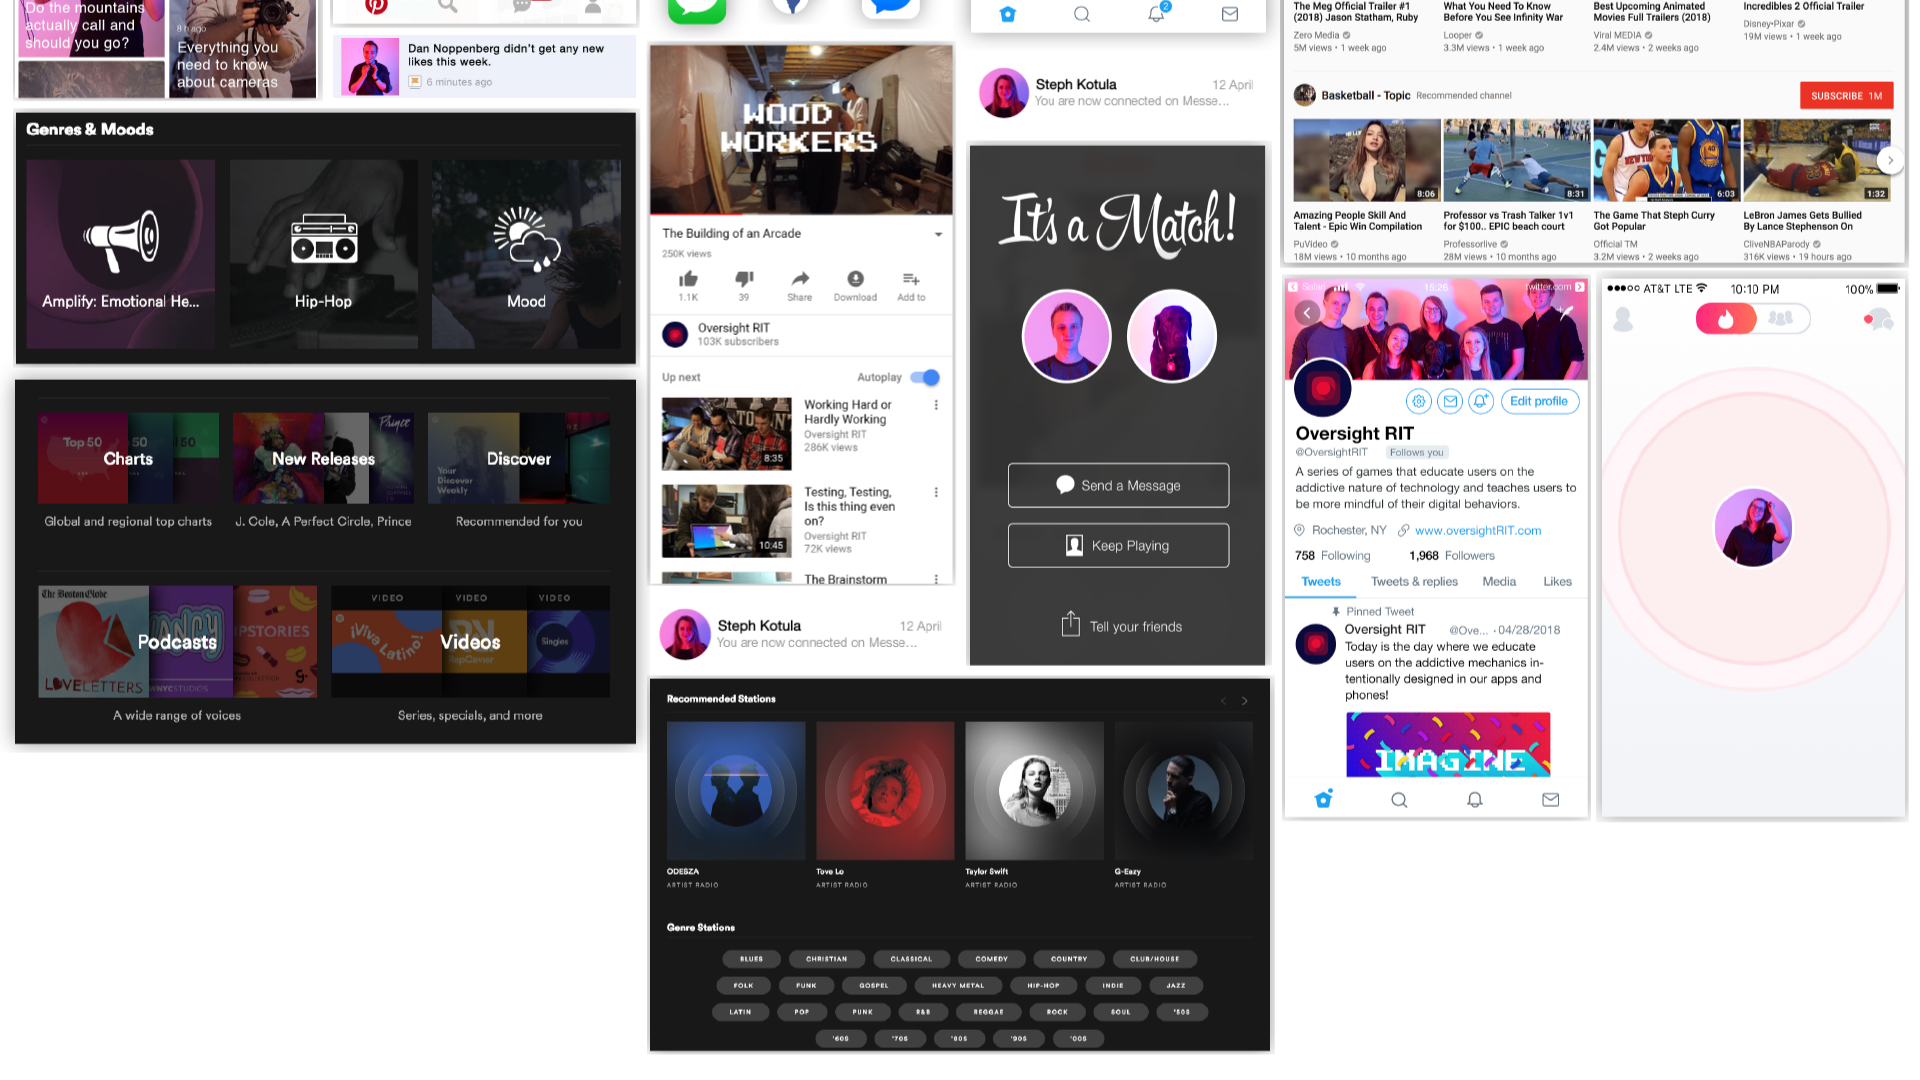 Do the mountains
actually call and
should you go?
8 h ago
Everything you
need to know
about cameras
Dan Noppenberg didn't get any new
likes this week.
6 minutes ago
Genres & Moods
Amplify: Emotional He...
Hip-Hop
Mood
Top 50
50
50
Charts
Global and regional top charts
Prince
New Releases
J. Cole, A Perfect Circle, Prince
Your
Discover
Weekly
Discover
Recommended for you
The Boston Globe
LOVELETTERS
WNYCSTUDIOS
Podcasts
A wide range of voices
VIDEO
VIDEO
VIDEO
¡Viva Latino!
RapCaviar
Singles
Videos
Series, specials, and more
WOOD
WORKERS
The Building of an Arcade
250K views
1.1K
39
Share
Download
Add to
Oversight RIT
103K subscribers
Up next
Autoplay
8:35
Working Hard or
Hardly Working
Oversight RIT
286K views
10:45
Testing, Testing,
Is this thing even
on?
Oversight RIT
72K views
The Brainstorm
Steph Kotula
12 April
You are now connected on Messe...
2
Steph Kotula
12 April
You are now connected on Messe...
It's a Match!
Send a Message
Keep Playing
Tell your friends
Recommended Stations
ODESZA
ARTIST RADIO
Tove Lo
ARTIST RADIO
Taylor Swift
ARTIST RADIO
G-Eazy
ARTIST RADIO
Genre Stations
BLUES
CHRISTIAN
CLASSICAL
COMEDY
COUNTRY
CLUB/HOUSE
FOLK
FUNK
GOSPEL
HEAVY METAL
HIP-HOP
INDIE
JAZZ
LATIN
POP
PUNK
R&B
REGGAE
ROCK
SOUL
'50S
'60S
'70S
'80S
'90S
'00S
The Meg Official Trailer #1
(2018) Jason Statham, Ruby
Zero Media
5M views • 1 week ago
What You Need To Know
Before You See Infinity War
Looper
3.3M views • 1 week ago
Best Upcoming Animated
Movies Full Trailers (2018)
Viral MEDIA
2.4M views • 2 weeks ago
Incredibles 2 Official Trailer
Disney•Pixar
19M views • 1 week ago
Basketball - Topic
Recommended channel
SUBSCRIBE 1M
8:06
Amazing People Skill And
Talent - Epic Win Compilation
PuVideo
18M views • 10 months ago
8:31
Professor vs Trash Talker 1v1
for $100.. EPIC beach court
Professorlive
28M views • 10 months ago
6:03
The Game That Steph Curry
Got Popular
Official TM
3.2M views • 2 weeks ago
1:32
LeBron James Gets Bullied
By Lance Stephenson On
CliveNBAParody
316K views • 19 hours ago
Safari
15:26
twitter.com
Edit profile
Oversight RIT
@OversightRIT
Follows you
A series of games that educate users on the
addictive nature of technology and teaches users to
be more mindful of their digital behaviors.
Rochester, NY
www.oversightRIT.com
758 Following
1,968 Followers
Tweets
Tweets & replies
Media
Likes
Pinned Tweet
Oversight RIT
@Ove... · 04/28/2018
Today is the day where we educate
users on the addictive mechanics in-
tentionally designed in our apps and
phones!
IMAGINE
AT&T LTE
10:10 PM
100%